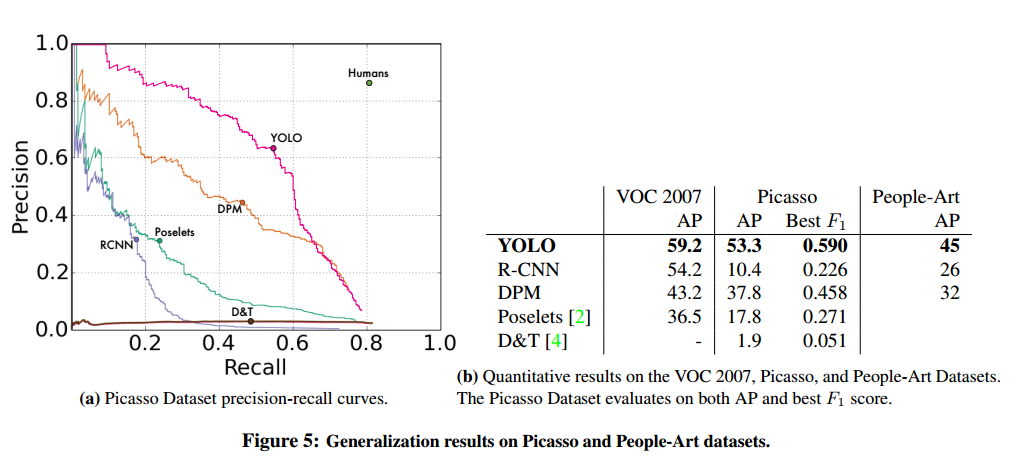 1.0
0.8
0.6
0.4
0.2
0.0
Precision
Humans
YOLO
DPM
Poselets
RCNN
D&T
0.2 0.4 0.6 0.8 1.0
Recall
(a) Picasso Dataset precision-recall curves.
VOC 2007 Picasso People-Art
AP AP Best F1 AP
YOLO 59.2 53.3 0.590 45
R-CNN 54.2 10.4 0.226 26
DPM 43.2 37.8 0.458 32
Poselets [2] 36.5 17.8 0.271
D&T [4] - 1.9 0.051
(b) Quantitative results on the VOC 2007, Picasso, and People-Art Datasets.
The Picasso Dataset evaluates on both AP and best F1 score.
Figure 5: Generalization results on Picasso and People-Art datasets.